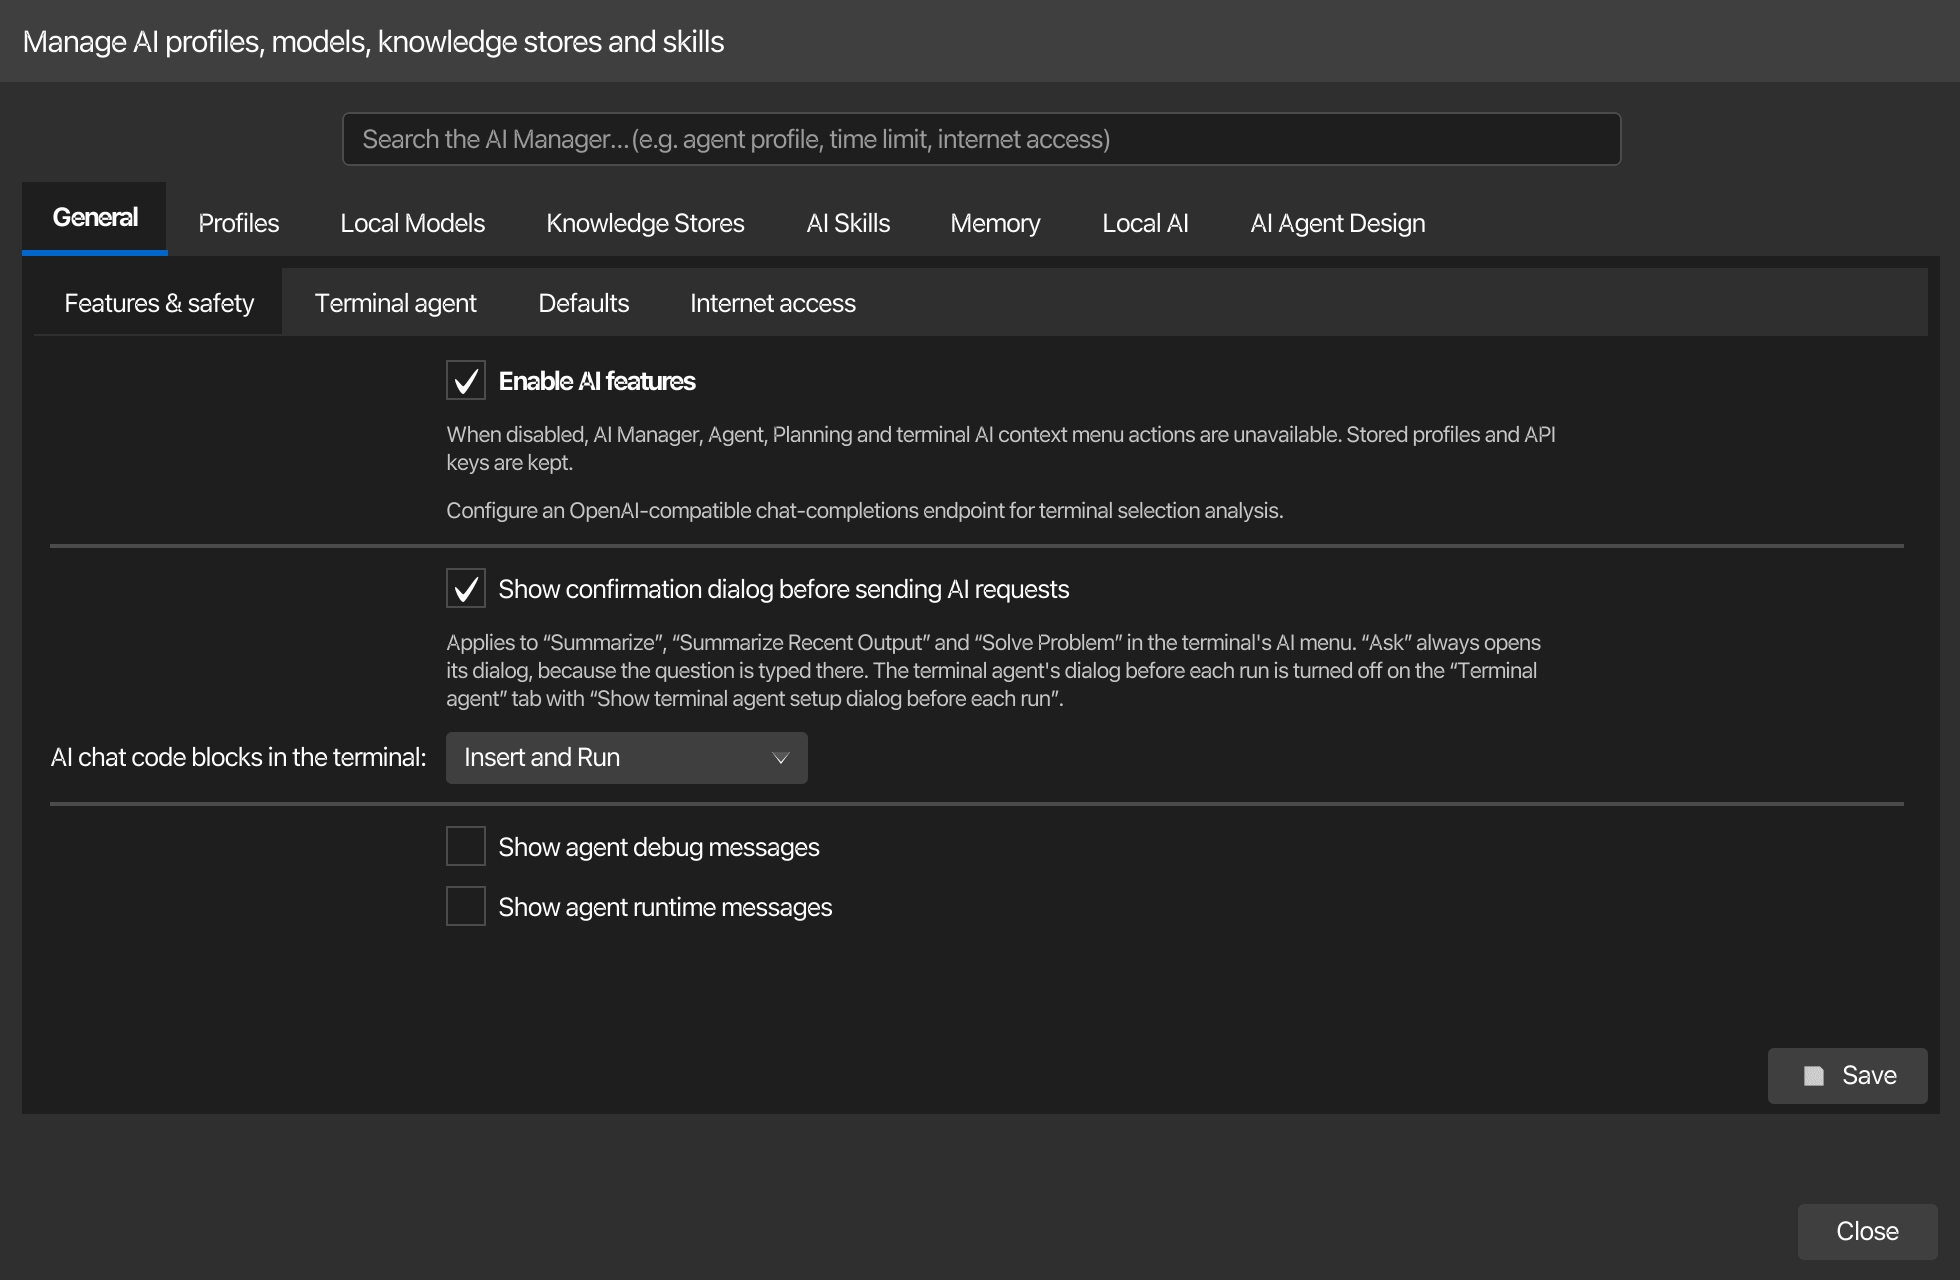 Manage AI profiles, models, knowledge stores and skills
Search the AI Manager... (e.g. agent profile, time limit, internet access)
General
Profiles
Local Models
Knowledge Stores
AI Skills
Memory
Local AI
AI Agent Design
Features & safety
Terminal agent
Defaults
Internet access
Enable AI features
When disabled, AI Manager, Agent, Planning and terminal AI context menu actions are unavailable. Stored profiles and API
keys are kept.
Configure an OpenAI-compatible chat-completions endpoint for terminal selection analysis.
Show confirmation dialog before sending AI requests
Applies to “Summarize”, “Summarize Recent Output” and “Solve Problem” in the terminal's AI menu. “Ask” always opens
its dialog, because the question is typed there. The terminal agent's dialog before each run is turned off on the “Terminal
agent” tab with “Show terminal agent setup dialog before each run”.
AI chat code blocks in the terminal:
Insert and Run
Show agent debug messages
Show agent runtime messages
Save
Close